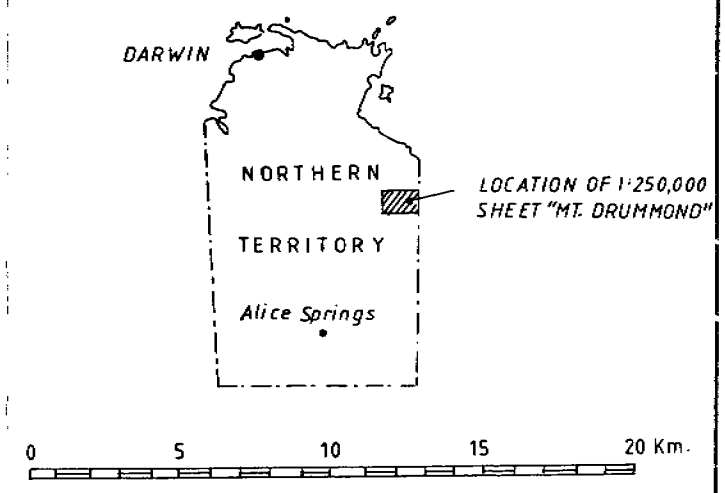 DARWIN
NORTHERN
LOCATION OF 1:250,000
SHEET "MT. DRUMMOND"
TERRITORY
Alice Springs
0 5 10 15 20 Km.